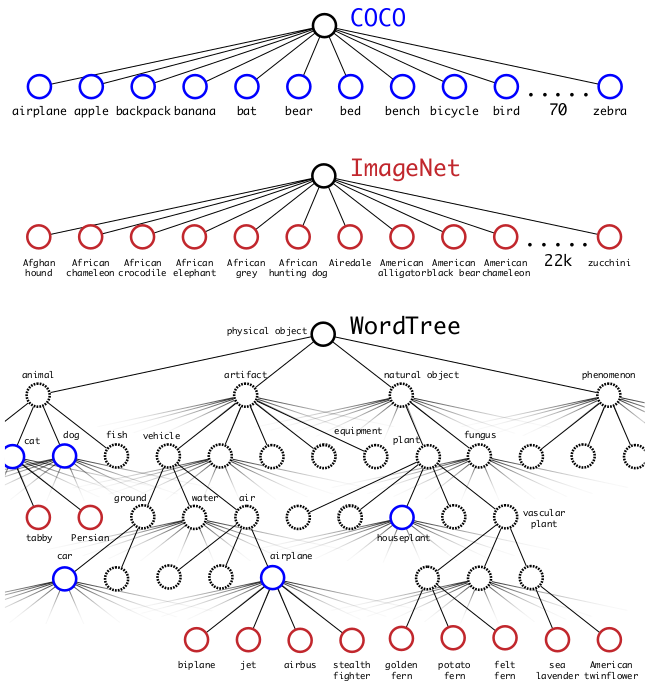 COCO
airplane apple backpack banana bat bear bed bench bicycle bird 70 zebra
ImageNet
Afghan hound
African chameleon
African crocodile
African elephant
African grey
African hunting dog
Airedale
American alligator
American black bear
American chameleon
22k
zucchini
WordTree
physical object
animal artifact natural object phenomenon
cat dog fish vehicle equipment plant fungus
ground water air
vascular
plant
tabby Persian houseplant
car airplane
biplane jet airbus
stealth
fighter
golden
fern
potato
fern
felt
fern
sea
lavender
American
twinflower